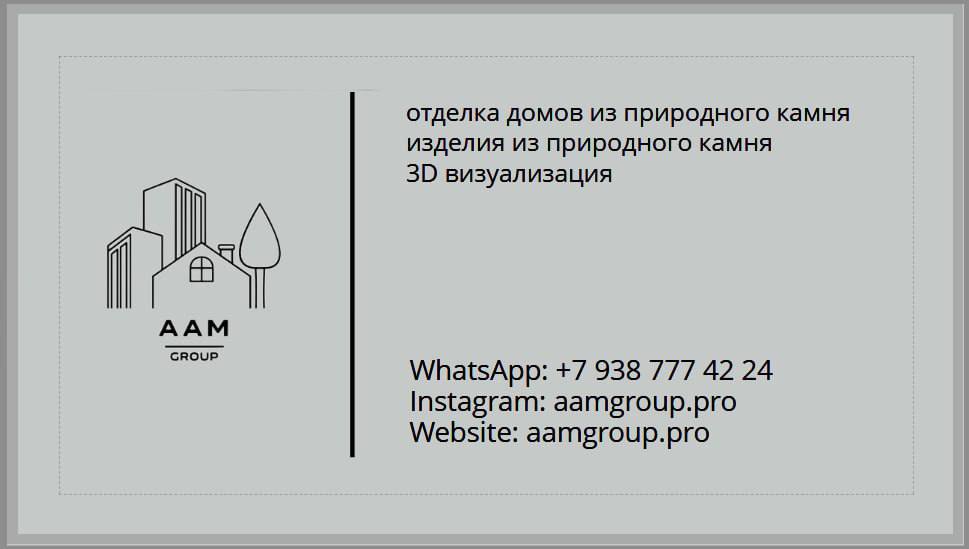 отделка домов из природного камня
изделия из природного камня
3D визуализация
AAM
GROUP
WhatsApp: +7 938 777 42 24
Instagram: aamgroup.pro
Website: aamgroup.pro